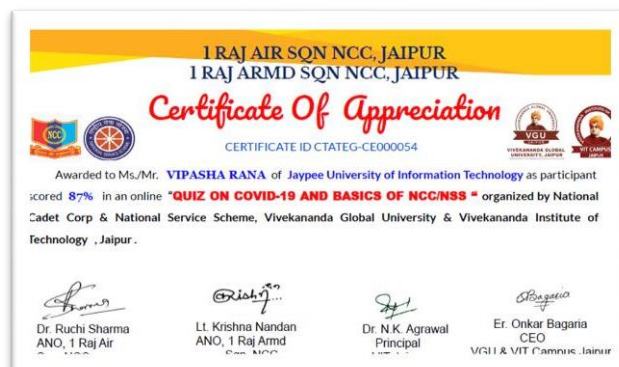 1 RAJ AIR SQN NCC, JAIPUR
1 RAJ ARMD SQN NCC, JAIPUR
Certificate Of Appreciation
NCC
VGU
VIVEKANANDA GLOBAL
UNIVERSITY, JAIPUR
VIT CAMPUS
JAIPUR
CERTIFICATE ID CTATEG-CE000054
Awarded to Ms./Mr. VIPASHA RANA of Jaypee University of Information Technology as participant
scored 87% in an online "QUIZ ON COVID-19 AND BASICS OF NCC/NSS " organized by National
Cadet Corp & National Service Scheme, Vivekananda Global University & Vivekananda Institute of
Technology , Jaipur .
Dr. Ruchi Sharma
ANO, 1 Raj Air
Lt. Krishna Nandan
ANO, 1 Raj Armd
Sqn, NCC
Dr. N.K. Agrawal
Principal
Er. Onkar Bagaria
CEO
VGU & VIT Campus Jaipur